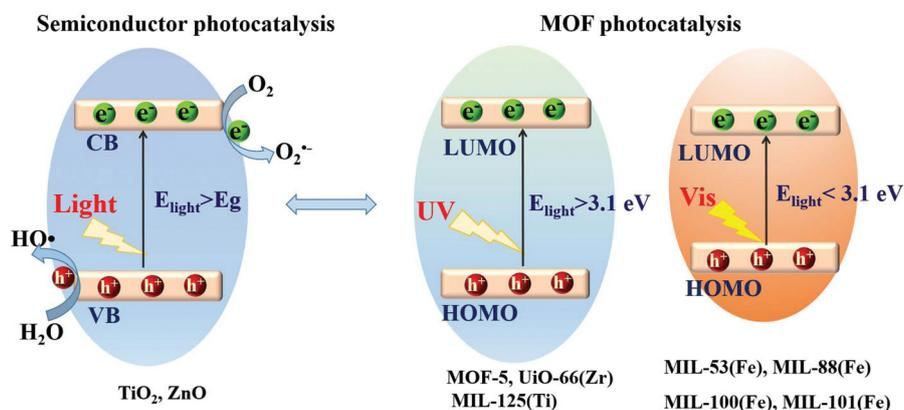 Semiconductor photocatalysis
MOF photocatalysis
e⁻ e⁻ e⁻
O₂
CB
e⁻
O₂•⁻
Light
E_light>Eg
HO•
h⁺
h⁺ h⁺ h⁺
VB
H₂O
TiO₂, ZnO
e⁻ e⁻ e⁻
LUMO
UV
E_light>3.1 eV
h⁺ h⁺ h⁺
HOMO
MOF-5, UiO-66(Zr)
MIL-125(Ti)
e⁻ e⁻ e⁻
LUMO
Vis
E_light< 3.1 eV
h⁺ h⁺ h⁺
HOMO
MIL-53(Fe), MIL-88(Fe)
MIL-100(Fe), MIL-101(Fe)